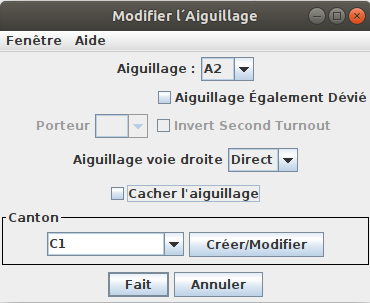 Modifier l´Aiguillage
Fenêtre Aide
Aiguillage : A2
Aiguillage Également Dévié
Porteur Invert Second Turnout
Aiguillage voie droite Direct
Cacher l'aiguillage
Canton
C1 Créer/Modifier
Fait Annuler